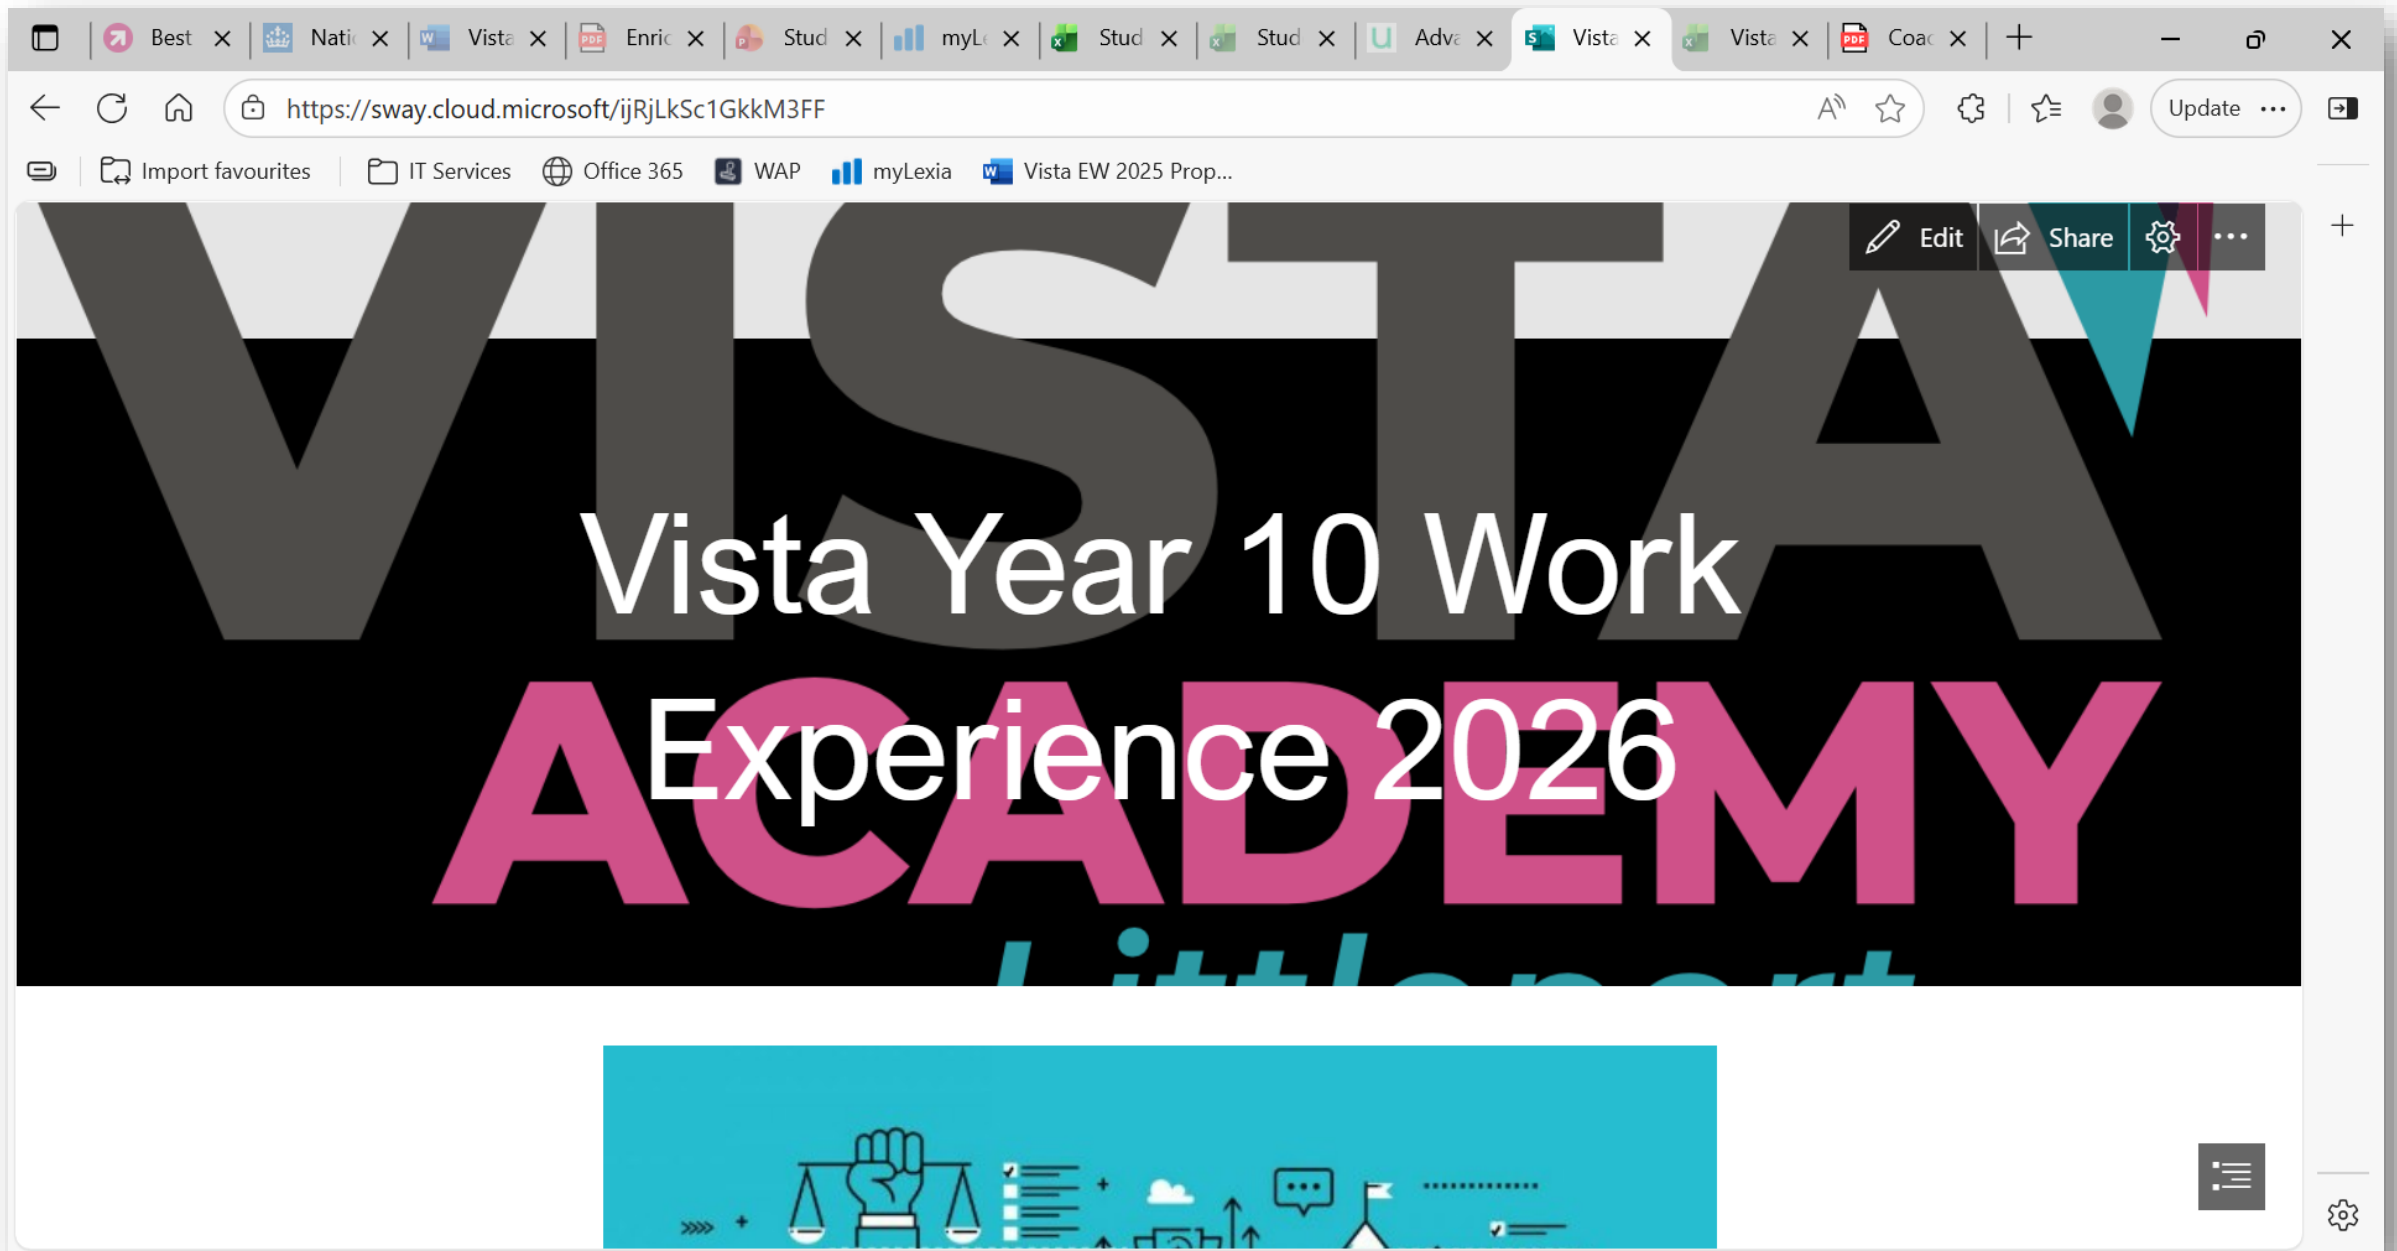 Best
Nati
Vista
Enric
Stud
myLe
Stud
Stud
Adva
Vista
Vista
Coac
https://sway.cloud.microsoft/ijRjLkSc1GkkM3FF
Update
Import favourites
IT Services
Office 365
WAP
myLexia
Vista EW 2025 Prop...
Edit
Share
VISTA
Vista Year 10 Work
Experience 2026
ACADEMY
Littleport